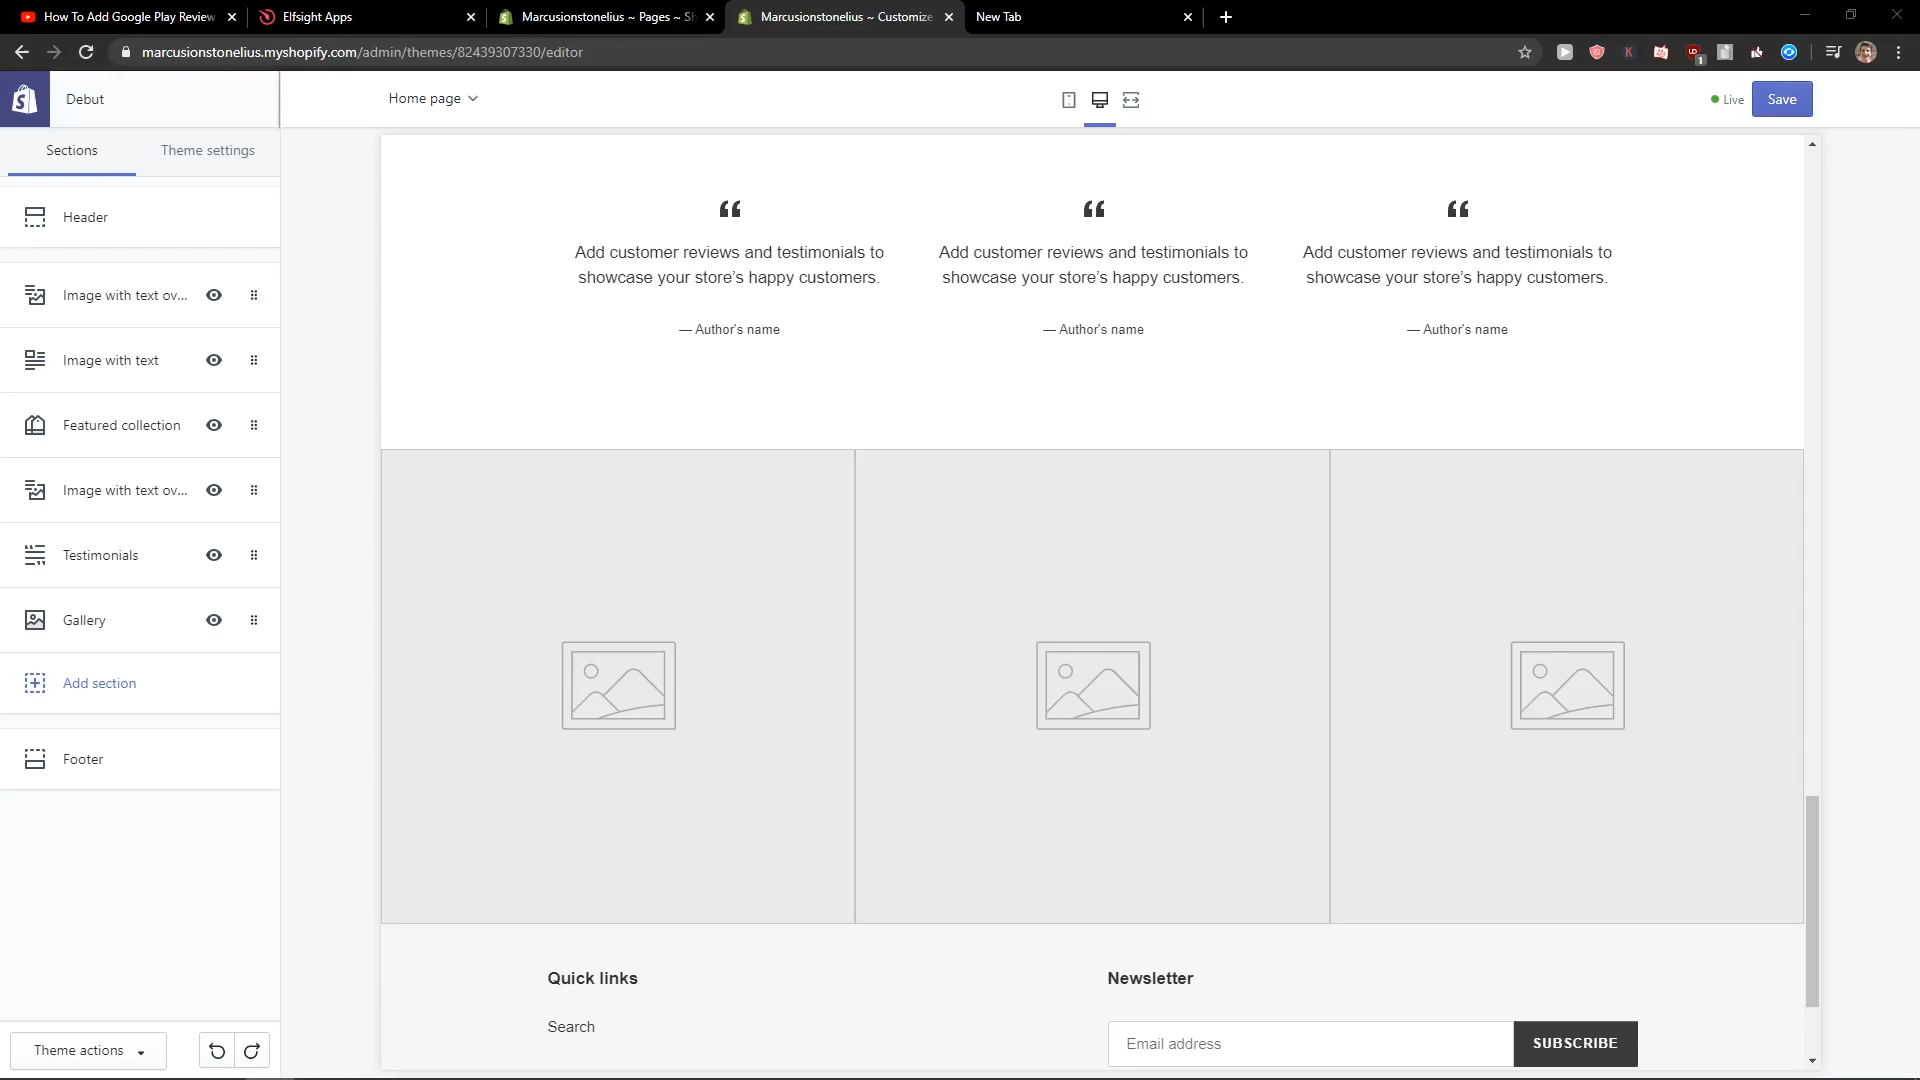 How To Add Google Play Review
Elfsight Apps
Marcusionstonelius ~ Pages ~ Sh
Marcusionstonelius ~ Customize
New Tab
marcusionstonelius.myshopify.com/admin/themes/82439307330/editor
1
Debut
Home page
Live
Save
Sections
Theme settings
Header
Image with text ov...
Image with text
Featured collection
Image with text ov...
Testimonials
Gallery
Add section
Footer
Theme actions
“ “ “
Add customer reviews and testimonials to
showcase your store’s happy customers.
— Author’s name
Add customer reviews and testimonials to
showcase your store’s happy customers.
— Author’s name
Add customer reviews and testimonials to
showcase your store’s happy customers.
— Author’s name
Quick links
Search
Newsletter
Email address
SUBSCRIBE